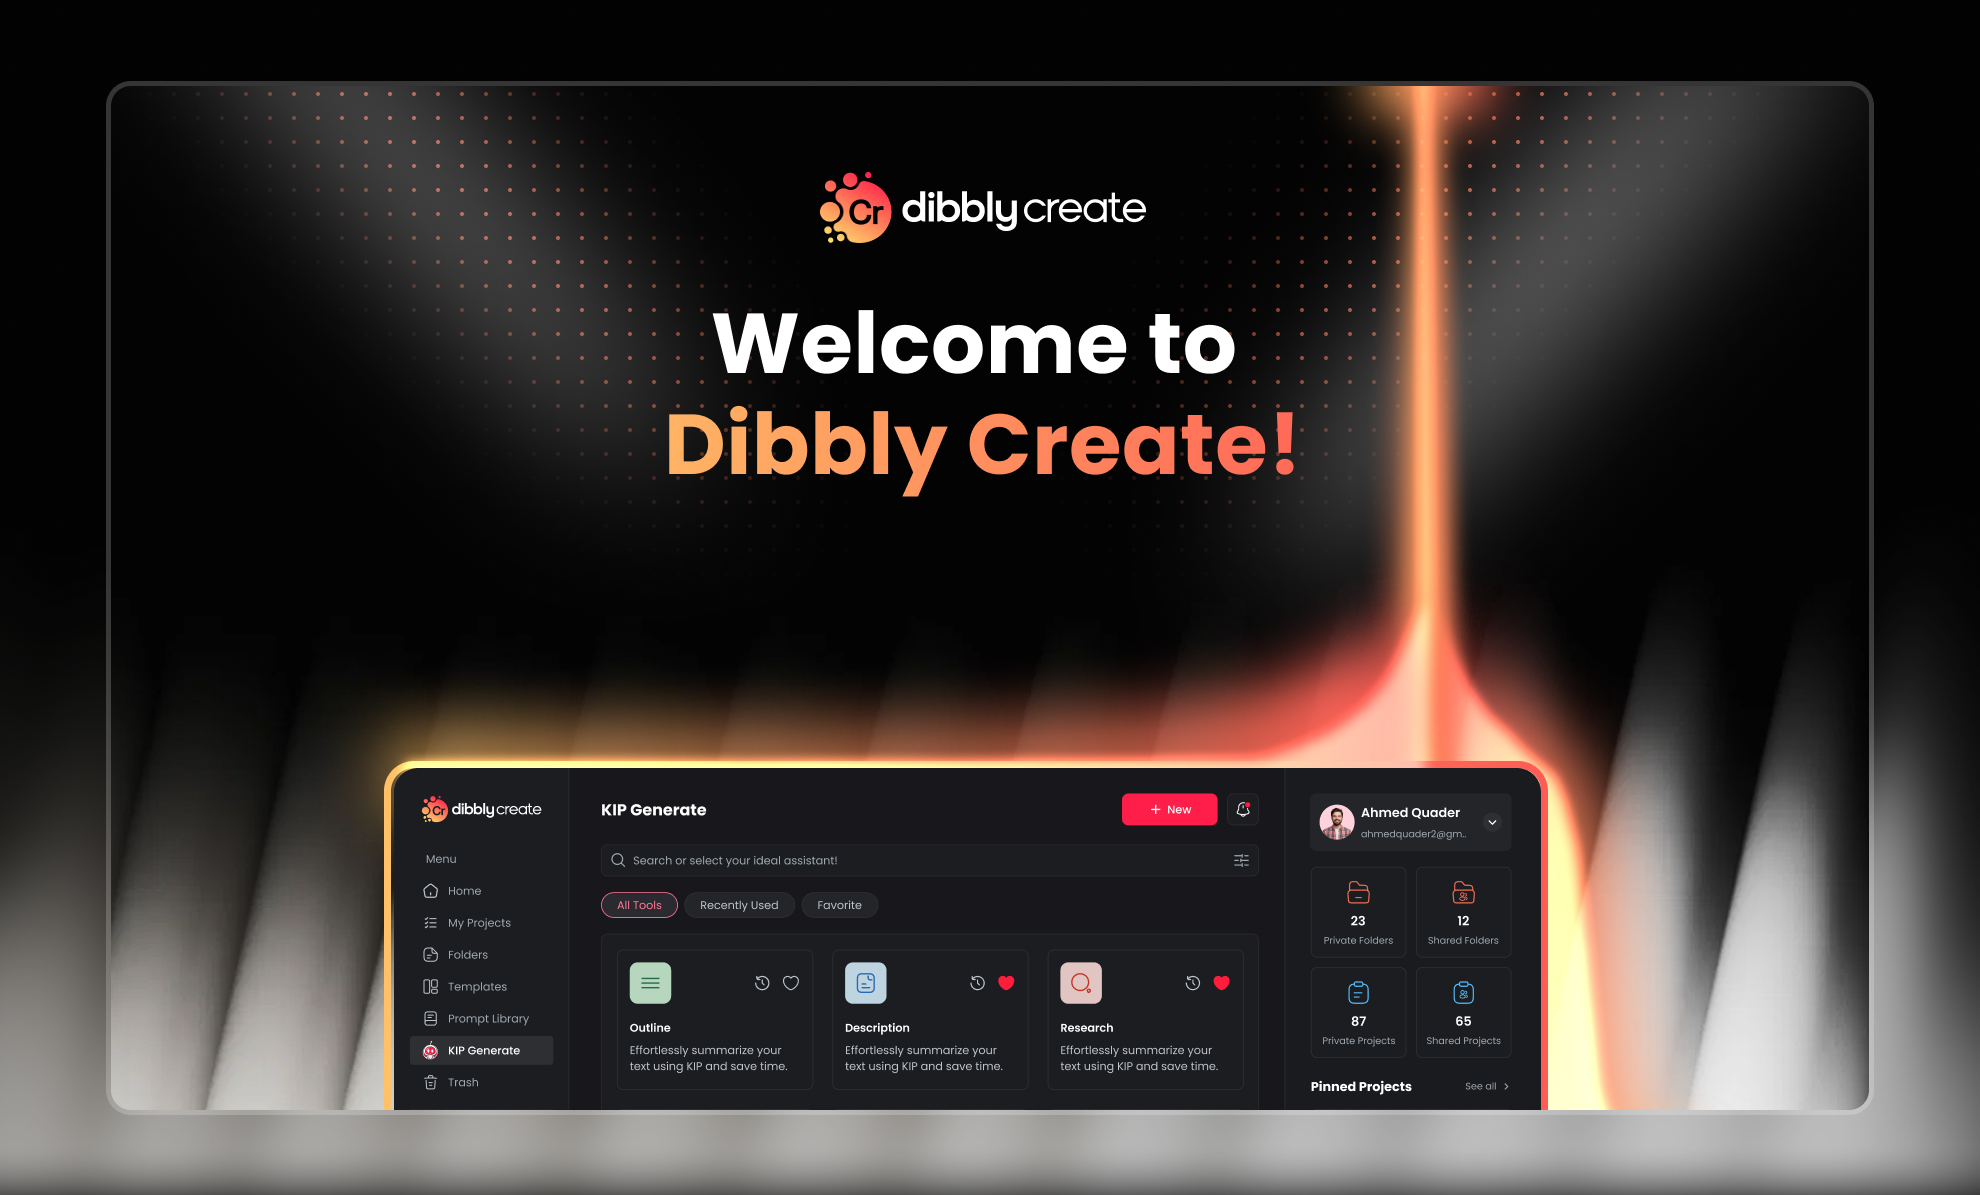 Cr dibbly create
Welcome to
Dibbly Create!
Cr dibbly create
Menu
Home
My Projects
Folders
Templates
Prompt Library
KIP Generate
Trash
KIP Generate
+ New
Search or select your ideal assistant!
All Tools
Recently Used
Favorite
Outline
Effortlessly summarize your
text using KIP and save time.
Description
Effortlessly summarize your
text using KIP and save time.
Research
Effortlessly summarize your
text using KIP and save time.
Ahmed Quader
ahmedquader2@gm..
23
Private Folders
12
Shared Folders
87
Private Projects
65
Shared Projects
Pinned Projects
See all